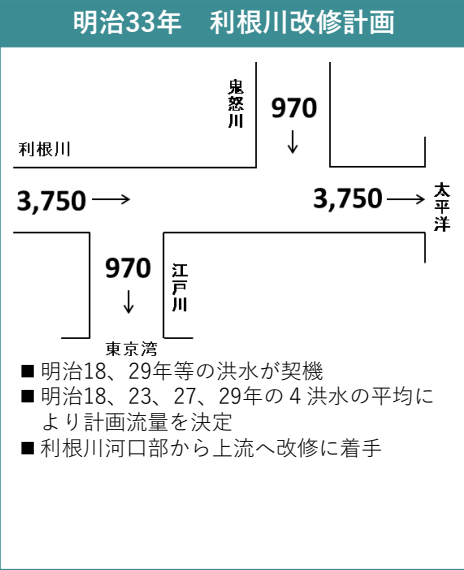 明治33年　利根川改修計画
鬼怒川
970
利根川
3,750
3,750
太平洋
970
江戸川
東京湾
■ 明治18、29年等の洪水が契機
■ 明治18、23、27、29年の４洪水の平均に
より計画流量を決定
■ 利根川河口部から上流へ改修に着手